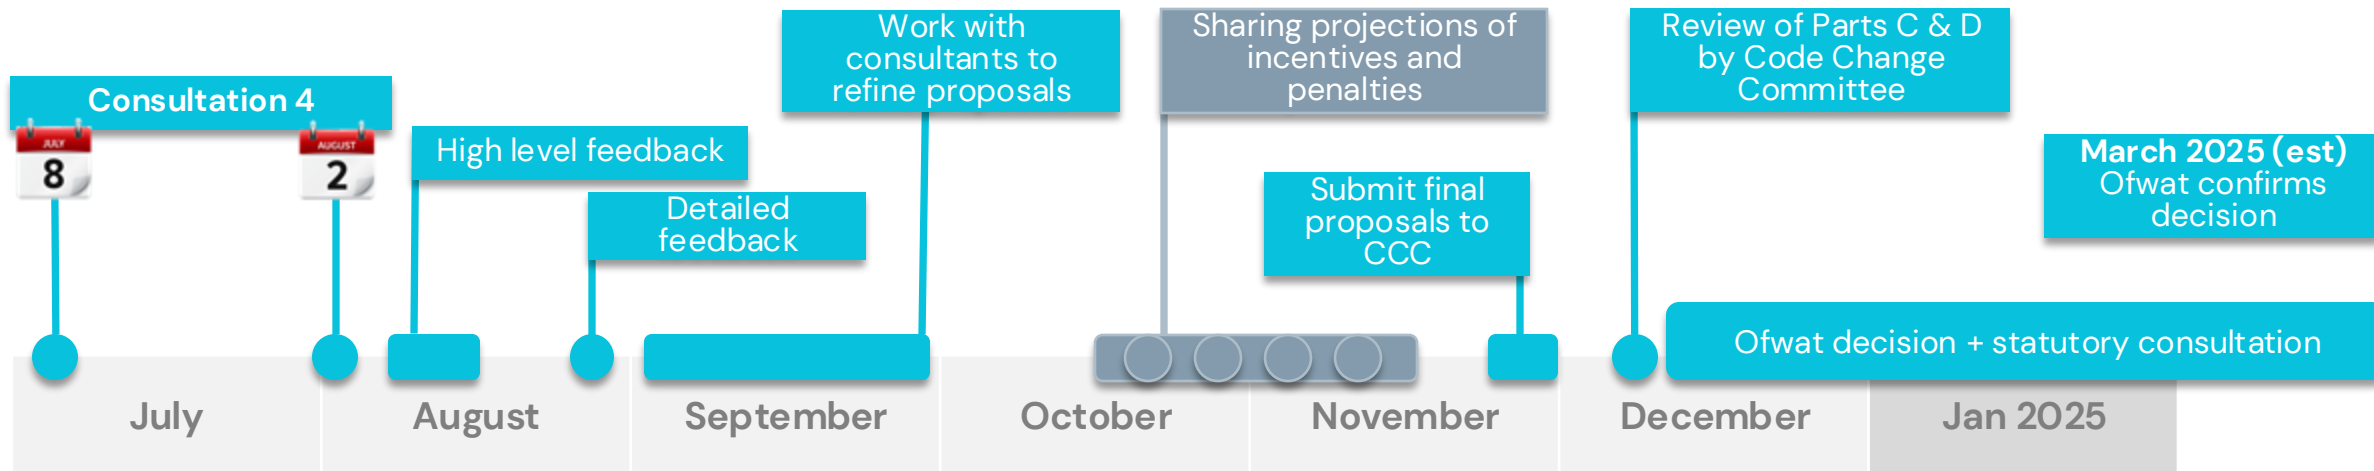 Consultation 4
JULY
8
AUGUST
2
High level feedback
Detailed
feedback
Work with
consultants to
refine proposals
Sharing projections of
incentives and
penalties
Submit final
proposals to
CCC
Review of Parts C & D
by Code Change
Committee
March 2025 (est)
Ofwat confirms
decision
Ofwat decision + statutory consultation
July
August
September
October
November
December
Jan 2025